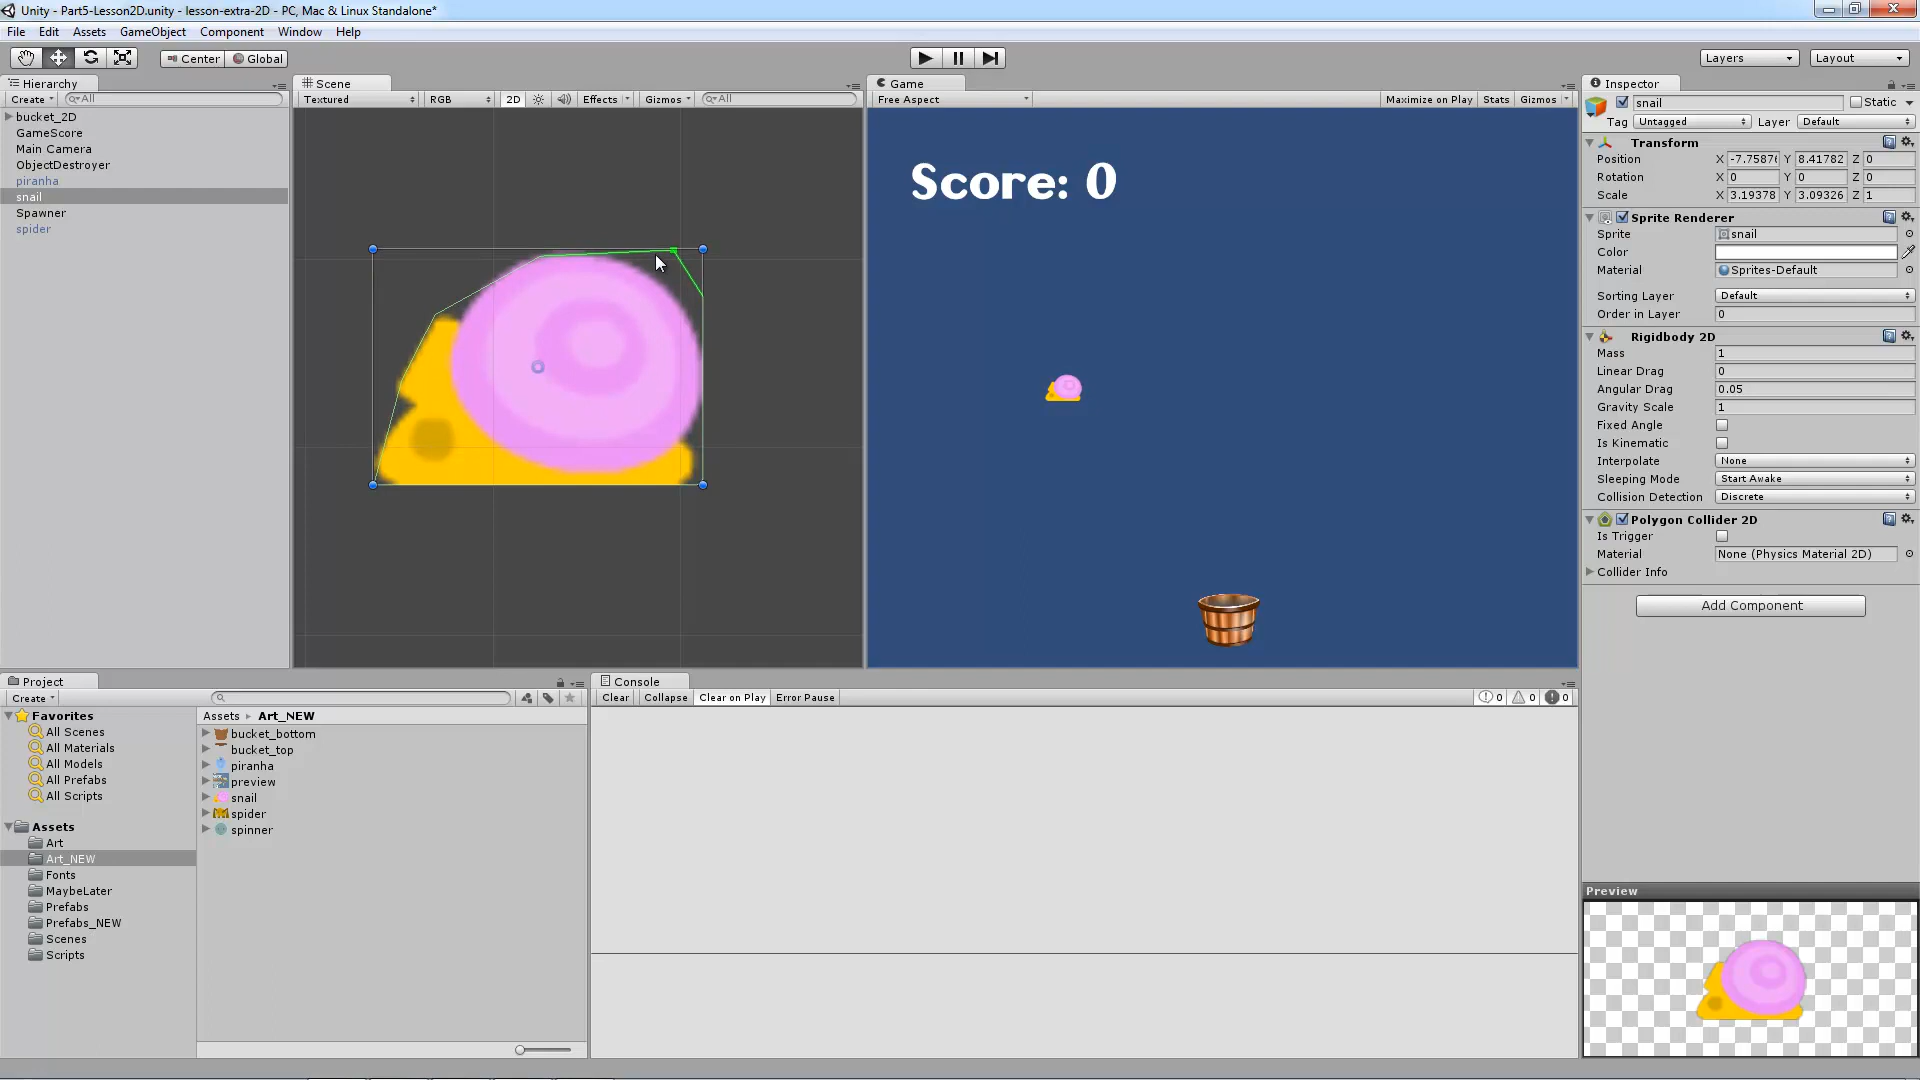 Unity - Part5-Lesson2D.unity - lesson-extra-2D - PC, Mac & Linux Standalone*
File Edit Assets GameObject Component Window Help
Center Global Layers Layout
Hierarchy
Create All
bucket_2D
GameScore
Main Camera
ObjectDestroyer
piranha
snail
Spawner
spider
Scene
Textured RGB 2D Effects Gizmos All
Game
Free Aspect Maximize on Play Stats Gizmos
Score: 0
Inspector
snail Static
Tag Untagged Layer Default
Transform
Position X -7.7587 Y 8.41782 Z 0
Rotation X 0 Y 0 Z 0
Scale X 3.19378 Y 3.09326 Z 1
Sprite Renderer
Sprite snail
Color
Material Sprites-Default
Sorting Layer Default
Order in Layer 0
Rigidbody 2D
Mass 1
Linear Drag 0
Angular Drag 0.05
Gravity Scale 1
Fixed Angle
Is Kinematic
Interpolate None
Sleeping Mode Start Awake
Collision Detection Discrete
Polygon Collider 2D
Is Trigger
Material None (Physics Material 2D)
Collider Info
Add Component
Preview
Project
Create
Favorites
All Scenes
All Materials
All Models
All Prefabs
All Scripts
Assets
Art
Art_NEW
Fonts
MaybeLater
Prefabs
Prefabs_NEW
Scenes
Scripts
Assets Art_NEW
bucket_bottom
bucket_top
piranha
preview
snail
spider
spinner
Console
Clear Collapse Clear on Play Error Pause 0 0 0